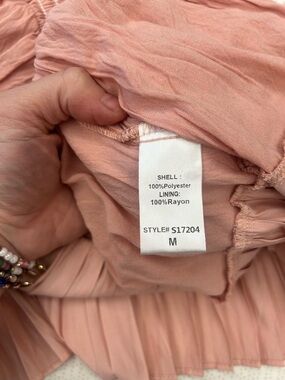 SHELL :
100%Polyester
LINING:
100%Rayon
STYLE# S17204
M